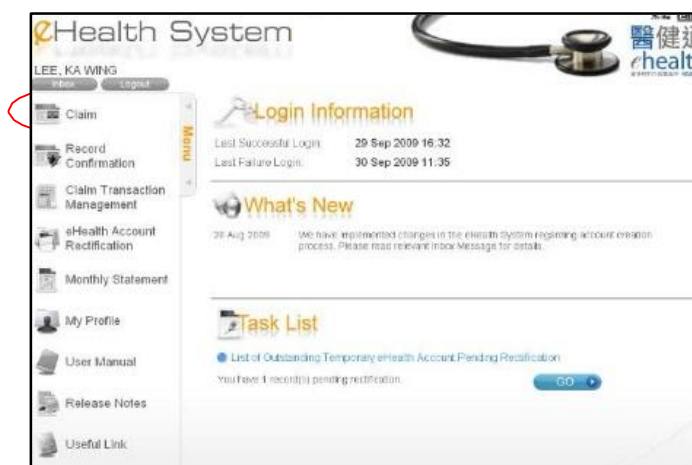 eHealth System
醫健通
ehealth
LEE, KA WING
Inbox
Logout
Claim
Record
Confirmation
Claim Transaction
Management
eHealth Account
Rectification
Monthly Statement
My Profile
User Manual
Release Notes
Useful Link
Menu
Login Information
Last Successful Login: 29 Sep 2009 16:32
Last Failure Login: 30 Sep 2009 11:35
What's New
28 Aug 2009 We have implemented changes in the eHealth System regarding account creation
process. Please read relevant Inbox Message for details.
Task List
List of Outstanding Temporary eHealth Account Pending Rectification
You have 1 record(s) pending rectification.
GO